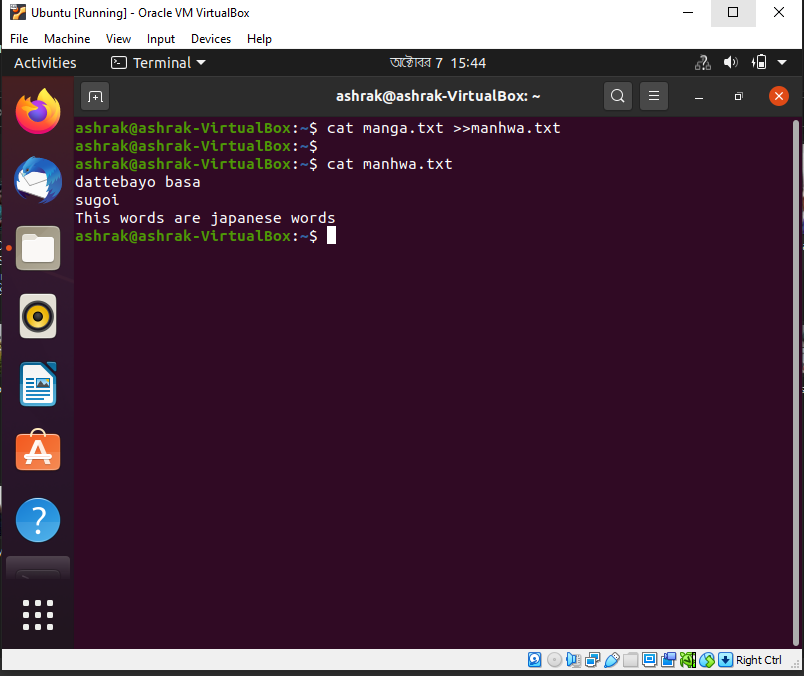 Ubuntu [Running] - Oracle VM VirtualBox
File Machine View Input Devices Help
Activities Terminal অক্টোবর 7 15:44
ashrak@ashrak-VirtualBox: ~
ashrak@ashrak-VirtualBox:~$ cat manga.txt >>manhwa.txt
ashrak@ashrak-VirtualBox:~$
ashrak@ashrak-VirtualBox:~$ cat manhwa.txt
dattebayo basa
sugoi
This words are japanese words
ashrak@ashrak-VirtualBox:~$
Right Ctrl